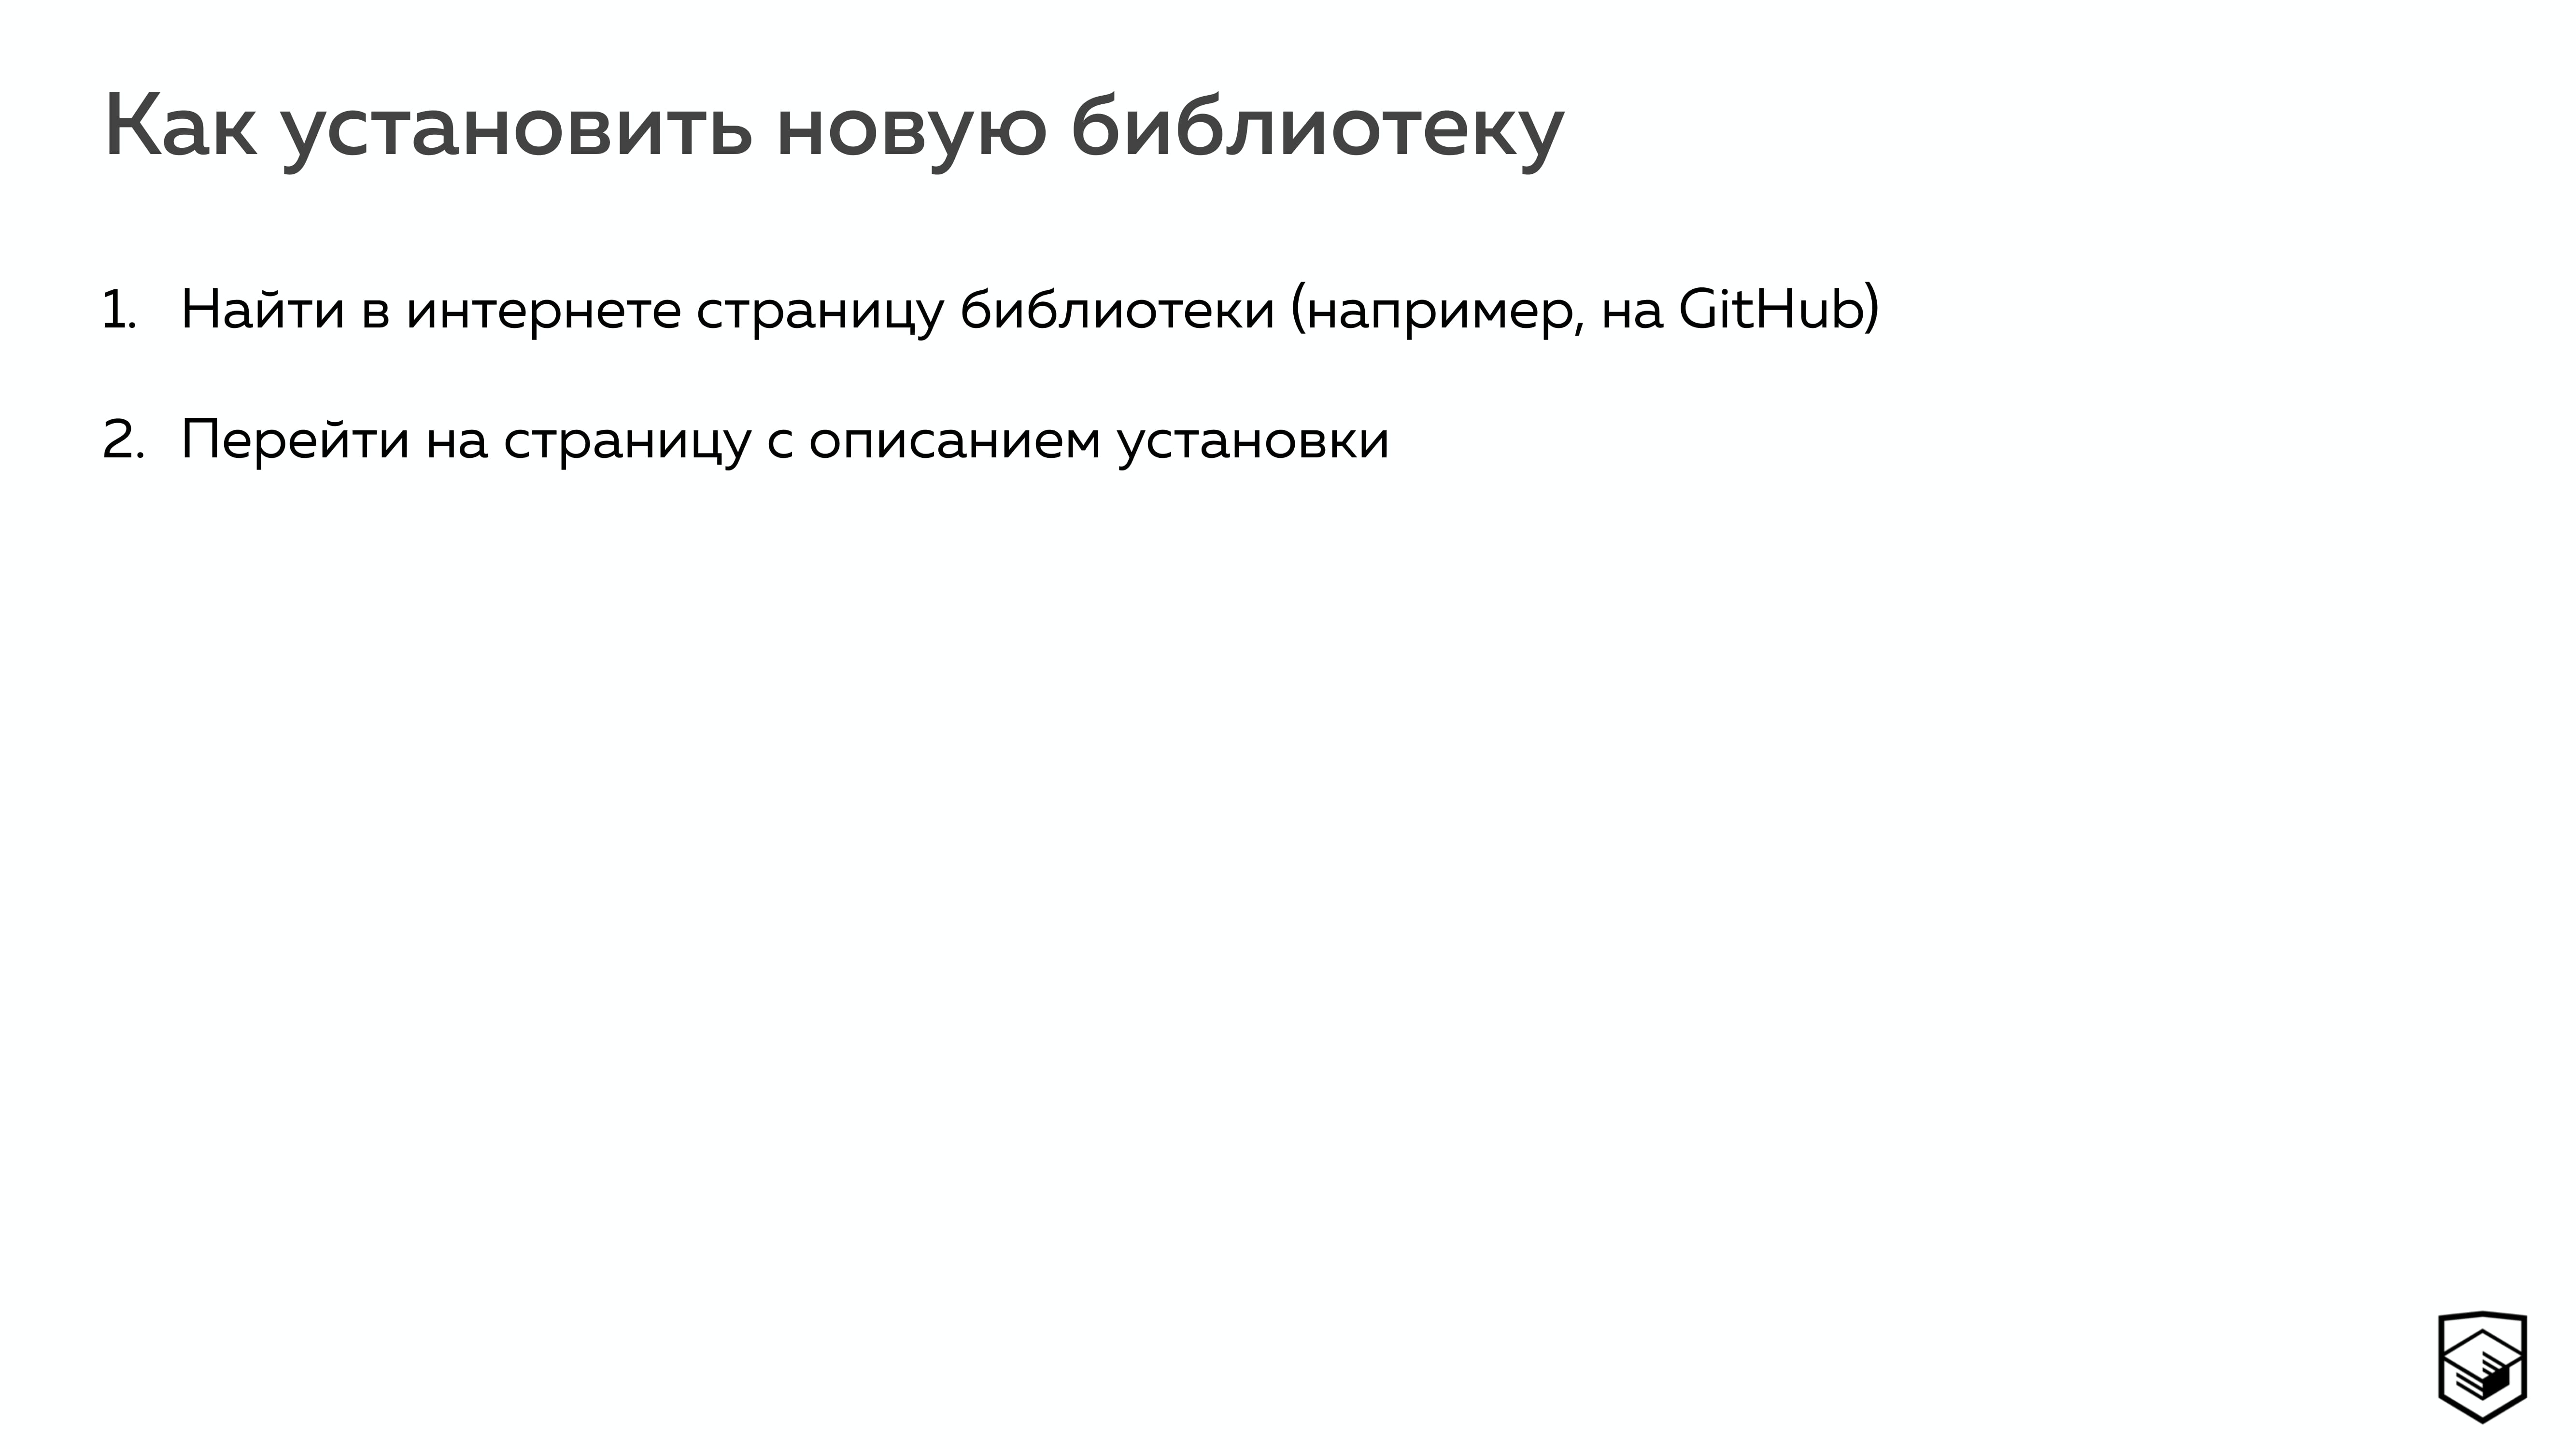 Как установить новую библиотеку
1. Найти в интернете страницу библиотеки (например, на GitHub)
2. Перейти на страницу с описанием установки